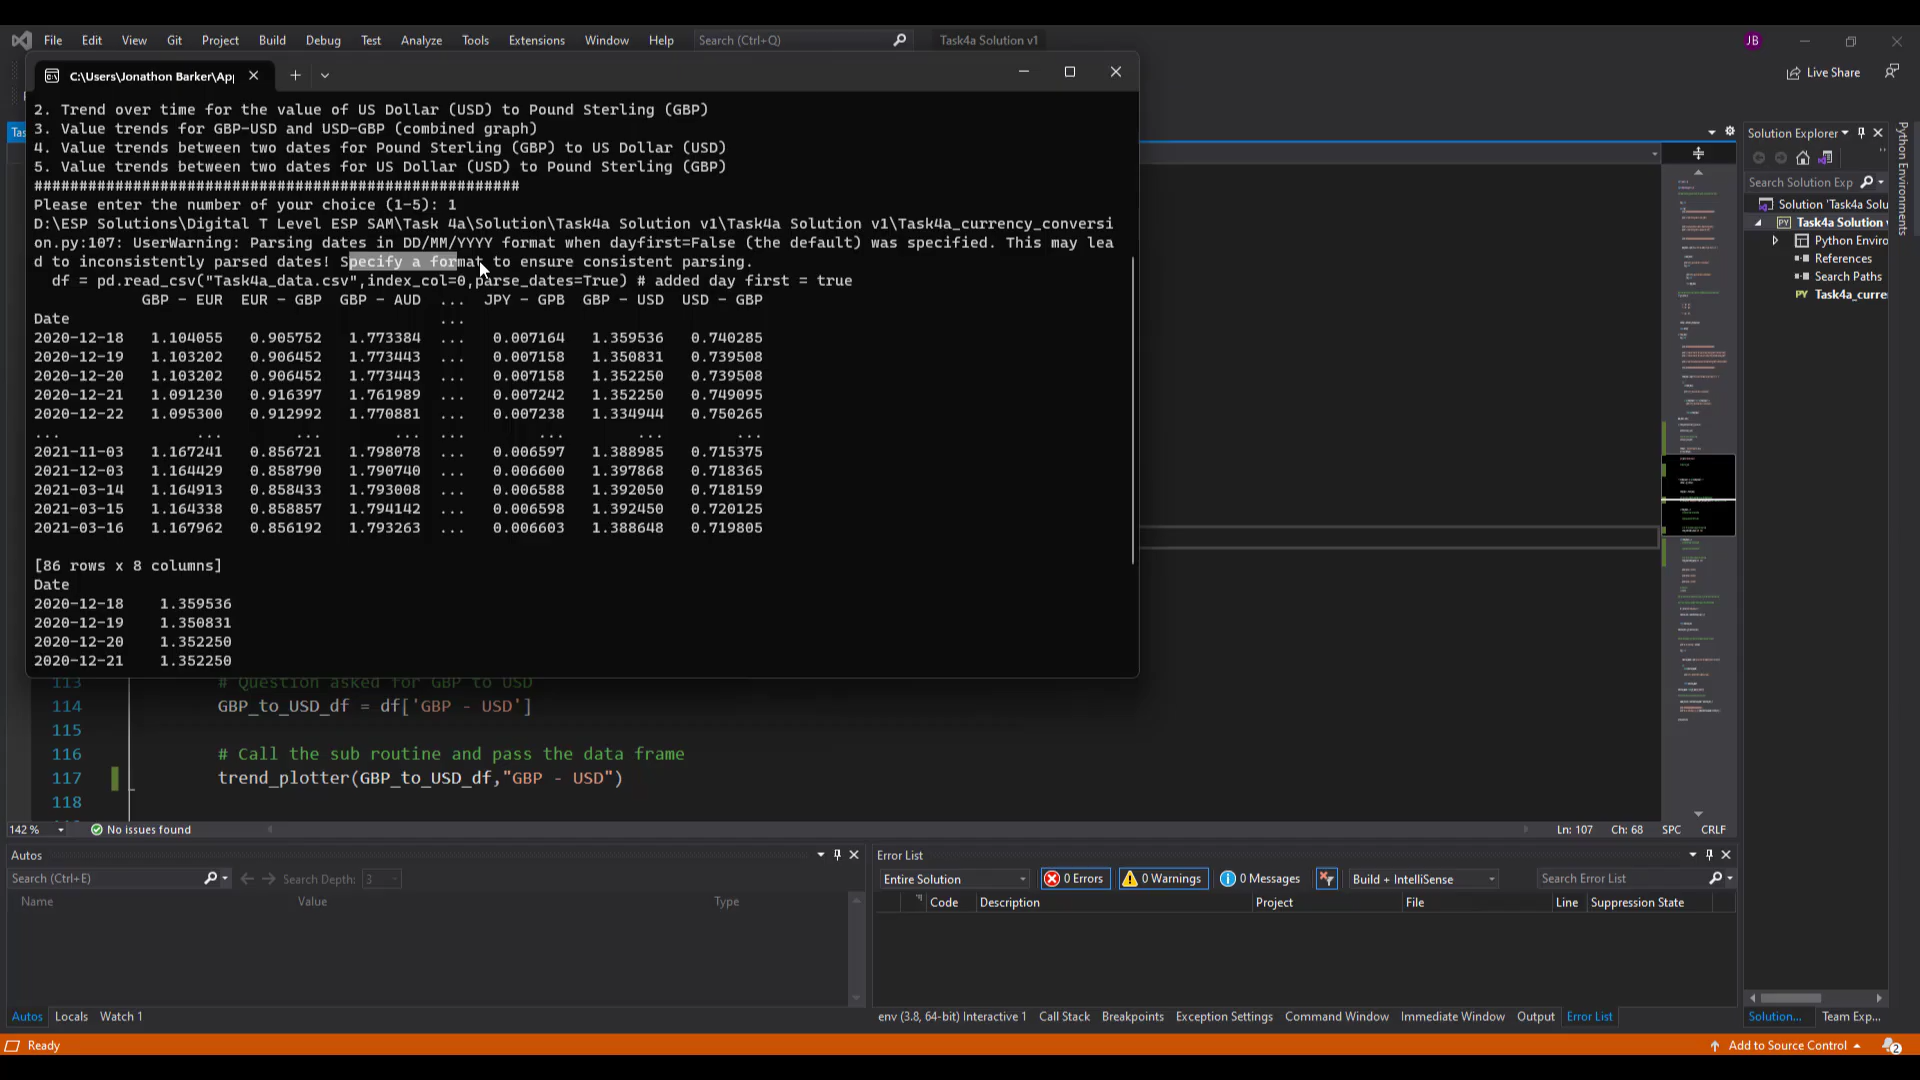 File Edit View Git Project Build Debug Test Analyze Tools Extensions Window Help Search (Ctrl+Q) Task4a Solution v1 JB
C:\Users\Jonathon Barker\Ap
Live Share
2. Trend over time for the value of US Dollar (USD) to Pound Sterling (GBP)
3. Value trends for GBP-USD and USD-GBP (combined graph)
4. Value trends between two dates for Pound Sterling (GBP) to US Dollar (USD)
5. Value trends between two dates for US Dollar (USD) to Pound Sterling (GBP)
######################################################
Please enter the number of your choice (1-5): 1
D:\ESP Solutions\Digital T Level ESP SAM\Task 4a\Solution\Task4a Solution v1\Task4a Solution v1\Task4a_currency_conversi
on.py:107: UserWarning: Parsing dates in DD/MM/YYYY format when dayfirst=False (the default) was specified. This may lea
d to inconsistently parsed dates! Specify a format to ensure consistent parsing.
df = pd.read_csv("Task4a_data.csv",index_col=0,parse_dates=True) # added day first = true
GBP - EUR EUR - GBP GBP - AUD ... JPY - GPB GBP - USD USD - GBP
Date ...
2020-12-18 1.104055 0.905752 1.773384 ... 0.007164 1.359536 0.740285
2020-12-19 1.103202 0.906452 1.773443 ... 0.007158 1.350831 0.739508
2020-12-20 1.103202 0.906452 1.773443 ... 0.007158 1.352250 0.739508
2020-12-21 1.091230 0.916397 1.761989 ... 0.007242 1.352250 0.749095
2020-12-22 1.095300 0.912992 1.770881 ... 0.007238 1.334944 0.750265
... ... ... ... ... ... ... ...
2021-11-03 1.167241 0.856721 1.798078 ... 0.006597 1.388985 0.715375
2021-12-03 1.164429 0.858790 1.790740 ... 0.006600 1.397868 0.718365
2021-03-14 1.164913 0.858433 1.793008 ... 0.006588 1.392050 0.718159
2021-03-15 1.164338 0.858857 1.794142 ... 0.006598 1.392450 0.720125
2021-03-16 1.167962 0.856192 1.793263 ... 0.006603 1.388648 0.719805
[86 rows x 8 columns]
Date
2020-12-18 1.359536
2020-12-19 1.350831
2020-12-20 1.352250
2020-12-21 1.352250
113 # Question asked for GBP to USD
114 GBP_to_USD_df = df['GBP - USD']
115
116 # Call the sub routine and pass the data frame
117 trend_plotter(GBP_to_USD_df,"GBP - USD")
118
142 % No issues found Ln: 107 Ch: 68 SPC CRLF
Solution Explorer
Search Solution Exp
Solution 'Task4a Solu
Task4a Solution
Python Enviro
References
Search Paths
PY Task4a_curre
Python Environments
Autos
Search (Ctrl+E) Search Depth: 3
Name Value Type
Autos Locals Watch 1
Error List
Entire Solution 0 Errors 0 Warnings 0 Messages Build + IntelliSense Search Error List
Code Description Project File Line Suppression State
env (3.8, 64-bit) Interactive 1 Call Stack Breakpoints Exception Settings Command Window Immediate Window Output Error List
Solution... Team Exp...
Ready Add to Source Control 2